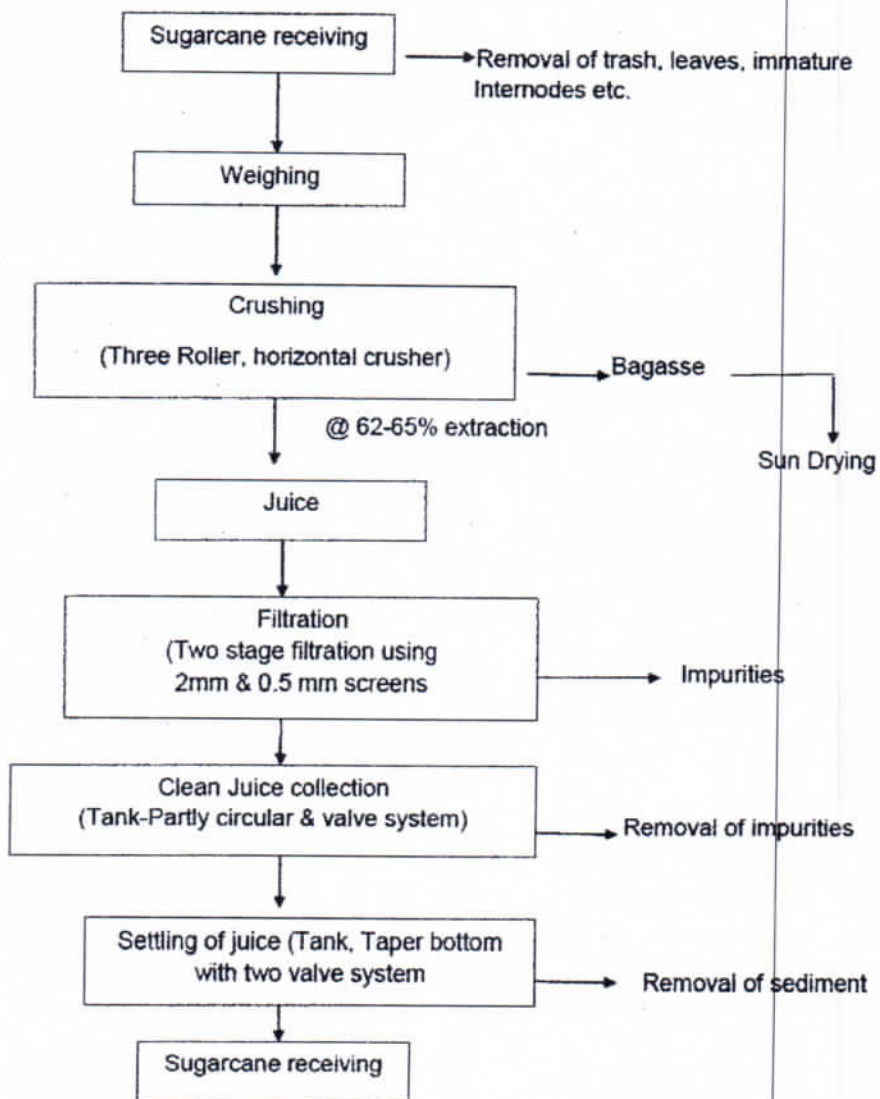 Sugarcane receiving
Removal of trash, leaves, immature
Internodes etc.
Weighing
Crushing
(Three Roller, horizontal crusher)
Bagasse
@ 62-65% extraction
Sun Drying
Juice
Filtration
(Two stage filtration using
2mm & 0.5 mm screens
Impurities
Clean Juice collection
(Tank-Partly circular & valve system)
Removal of impurities
Settling of juice (Tank, Taper bottom
with two valve system
Removal of sediment
Sugarcane receiving